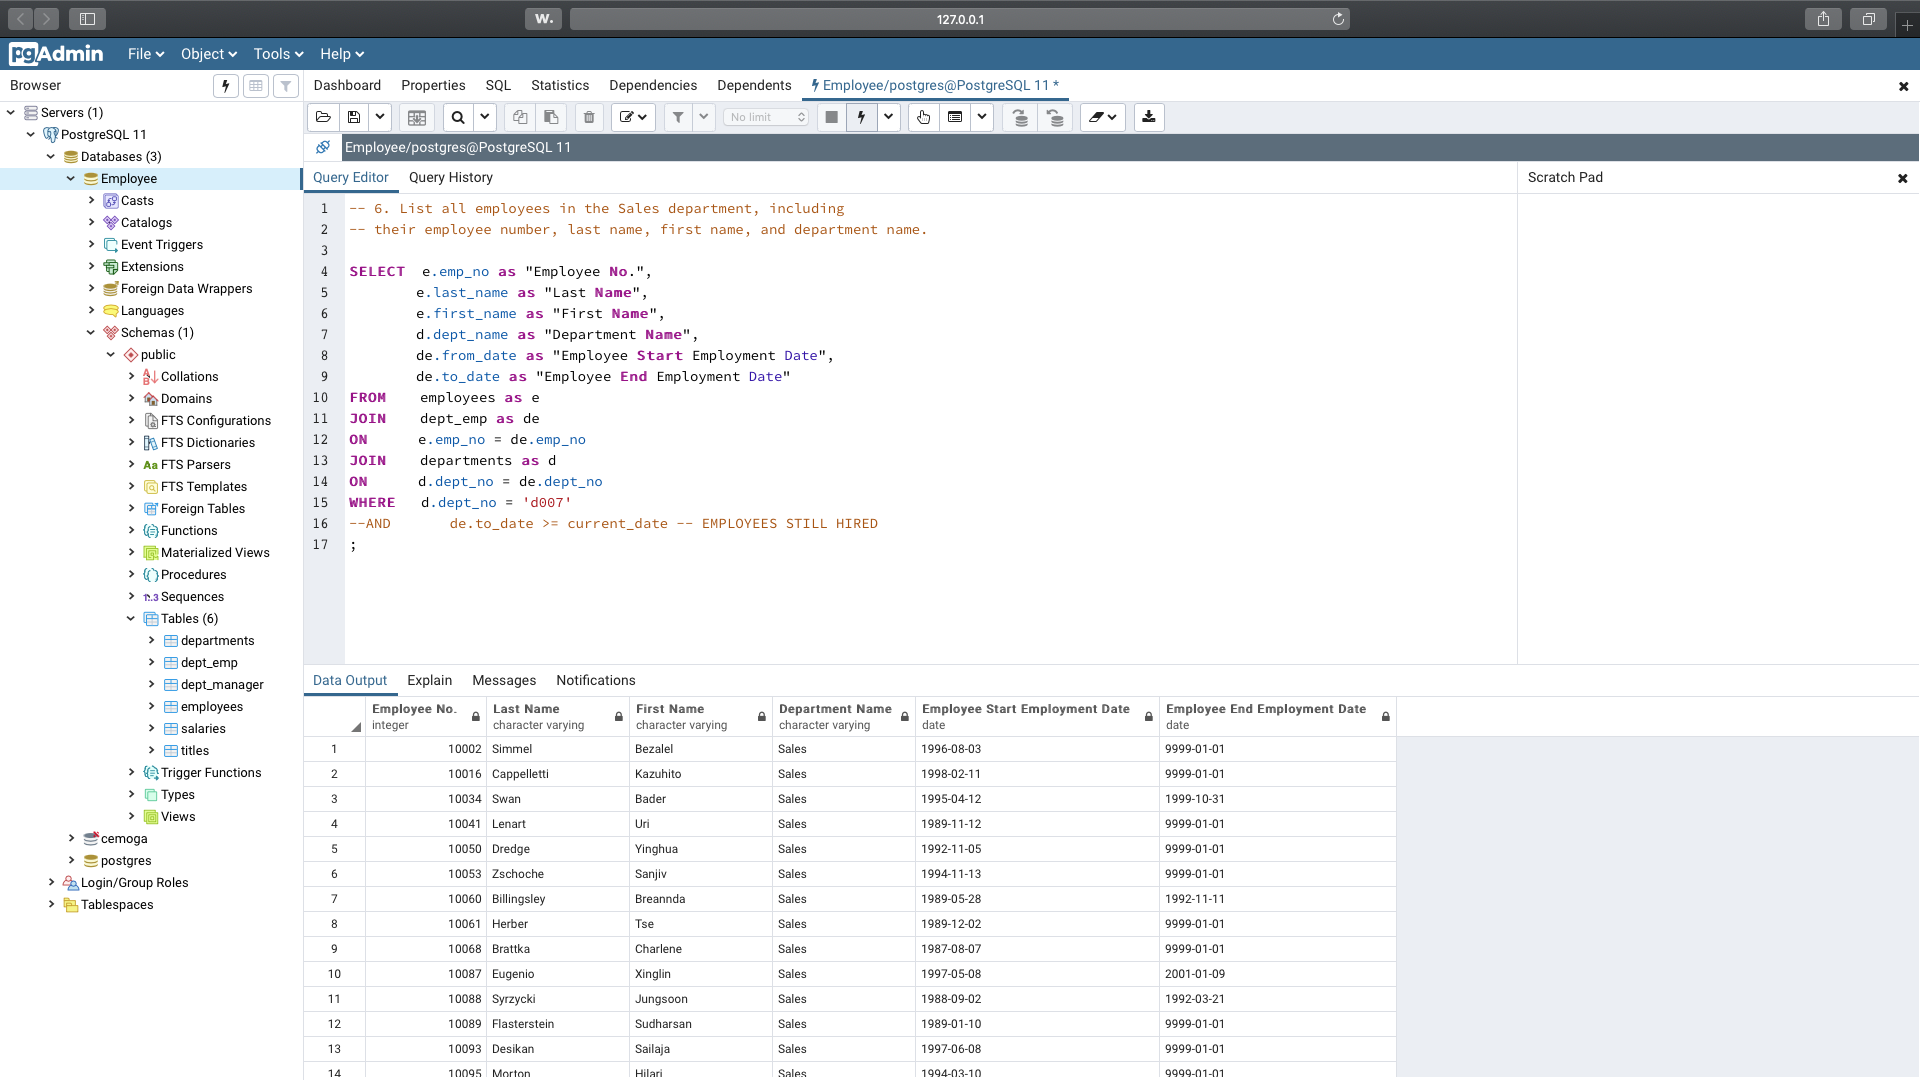 W.
127.0.0.1
pgAdmin
File
Object
Tools
Help
Browser
Dashboard
Properties
SQL
Statistics
Dependencies
Dependents
Employee/postgres@PostgreSQL 11 *
Servers (1)
PostgreSQL 11
Databases (3)
Employee
Casts
Catalogs
Event Triggers
Extensions
Foreign Data Wrappers
Languages
Schemas (1)
public
Collations
Domains
FTS Configurations
FTS Dictionaries
Aa FTS Parsers
FTS Templates
Foreign Tables
Functions
Materialized Views
Procedures
1..3 Sequences
Tables (6)
departments
dept_emp
dept_manager
employees
salaries
titles
Trigger Functions
Types
Views
cemoga
postgres
Login/Group Roles
Tablespaces
No limit
Employee/postgres@PostgreSQL 11
Query Editor
Query History
Scratch Pad
1 -- 6. List all employees in the Sales department, including
2 -- their employee number, last name, first name, and department name.
3
4 SELECT e.emp_no as "Employee No.",
5 e.last_name as "Last Name",
6 e.first_name as "First Name",
7 d.dept_name as "Department Name",
8 de.from_date as "Employee Start Employment Date",
9 de.to_date as "Employee End Employment Date"
10 FROM employees as e
11 JOIN dept_emp as de
12 ON e.emp_no = de.emp_no
13 JOIN departments as d
14 ON d.dept_no = de.dept_no
15 WHERE d.dept_no = 'd007'
16 --AND de.to_date >= current_date -- EMPLOYEES STILL HIRED
17 ;
Data Output
Explain
Messages
Notifications
Employee No. Last Name First Name Department Name Employee Start Employment Date Employee End Employment Date
integer character varying character varying character varying date date
1 10002 Simmel Bezalel Sales 1996-08-03 9999-01-01
2 10016 Cappelletti Kazuhito Sales 1998-02-11 9999-01-01
3 10034 Swan Bader Sales 1995-04-12 1999-10-31
4 10041 Lenart Uri Sales 1989-11-12 9999-01-01
5 10050 Dredge Yinghua Sales 1992-11-05 9999-01-01
6 10053 Zschoche Sanjiv Sales 1994-11-13 9999-01-01
7 10060 Billingsley Breannda Sales 1989-05-28 1992-11-11
8 10061 Herber Tse Sales 1989-12-02 9999-01-01
9 10068 Brattka Charlene Sales 1987-08-07 9999-01-01
10 10087 Eugenio Xinglin Sales 1997-05-08 2001-01-09
11 10088 Syrzycki Jungsoon Sales 1988-09-02 1992-03-21
12 10089 Flasterstein Sudharsan Sales 1989-01-10 9999-01-01
13 10093 Desikan Sailaja Sales 1997-06-08 9999-01-01
14 10095 Morton Hilari Sales 1994-03-10 9999-01-01